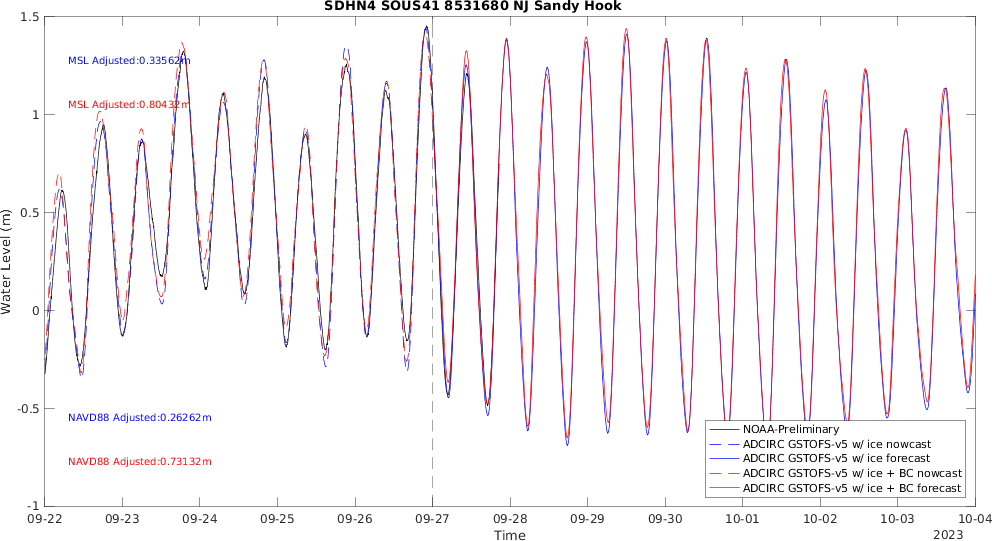 SDHN4 SOUS41 8531680 NJ Sandy Hook
1.5
1
0.5
0
-0.5
-1
Water Level (m)
MSL Adjusted:0.33562m
MSL Adjusted:0.80432m
NAVD88 Adjusted:0.26262m
NAVD88 Adjusted:0.73132m
NOAA-Preliminary
ADCIRC GSTOFS-v5 w/ ice nowcast
ADCIRC GSTOFS-v5 w/ ice forecast
ADCIRC GSTOFS-v5 w/ ice + BC nowcast
ADCIRC GSTOFS-v5 w/ ice + BC forecast
09-22 09-23 09-24 09-25 09-26 09-27 09-28 09-29 09-30 10-01 10-02 10-03 10-04
Time
2023